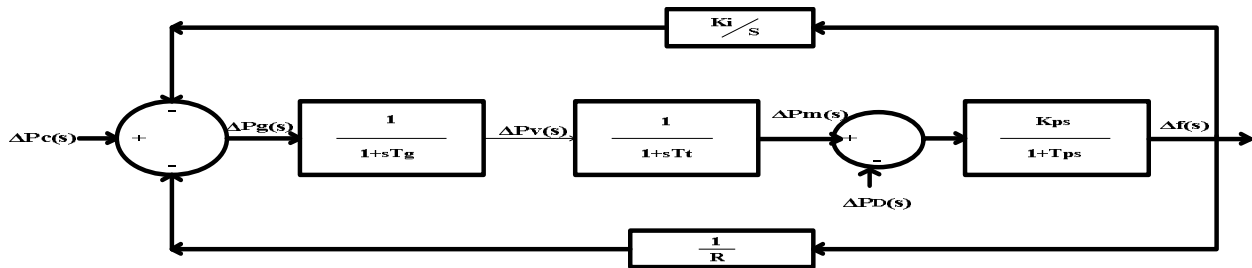 Ki/S
-
ΔPc(s)
+
-
ΔPg(s)
1
1+sTg
ΔPv(s)
1
1+sTt
ΔPm(s)
+
-
ΔPD(s)
Kps
1+Tps
Δf(s)
1
R